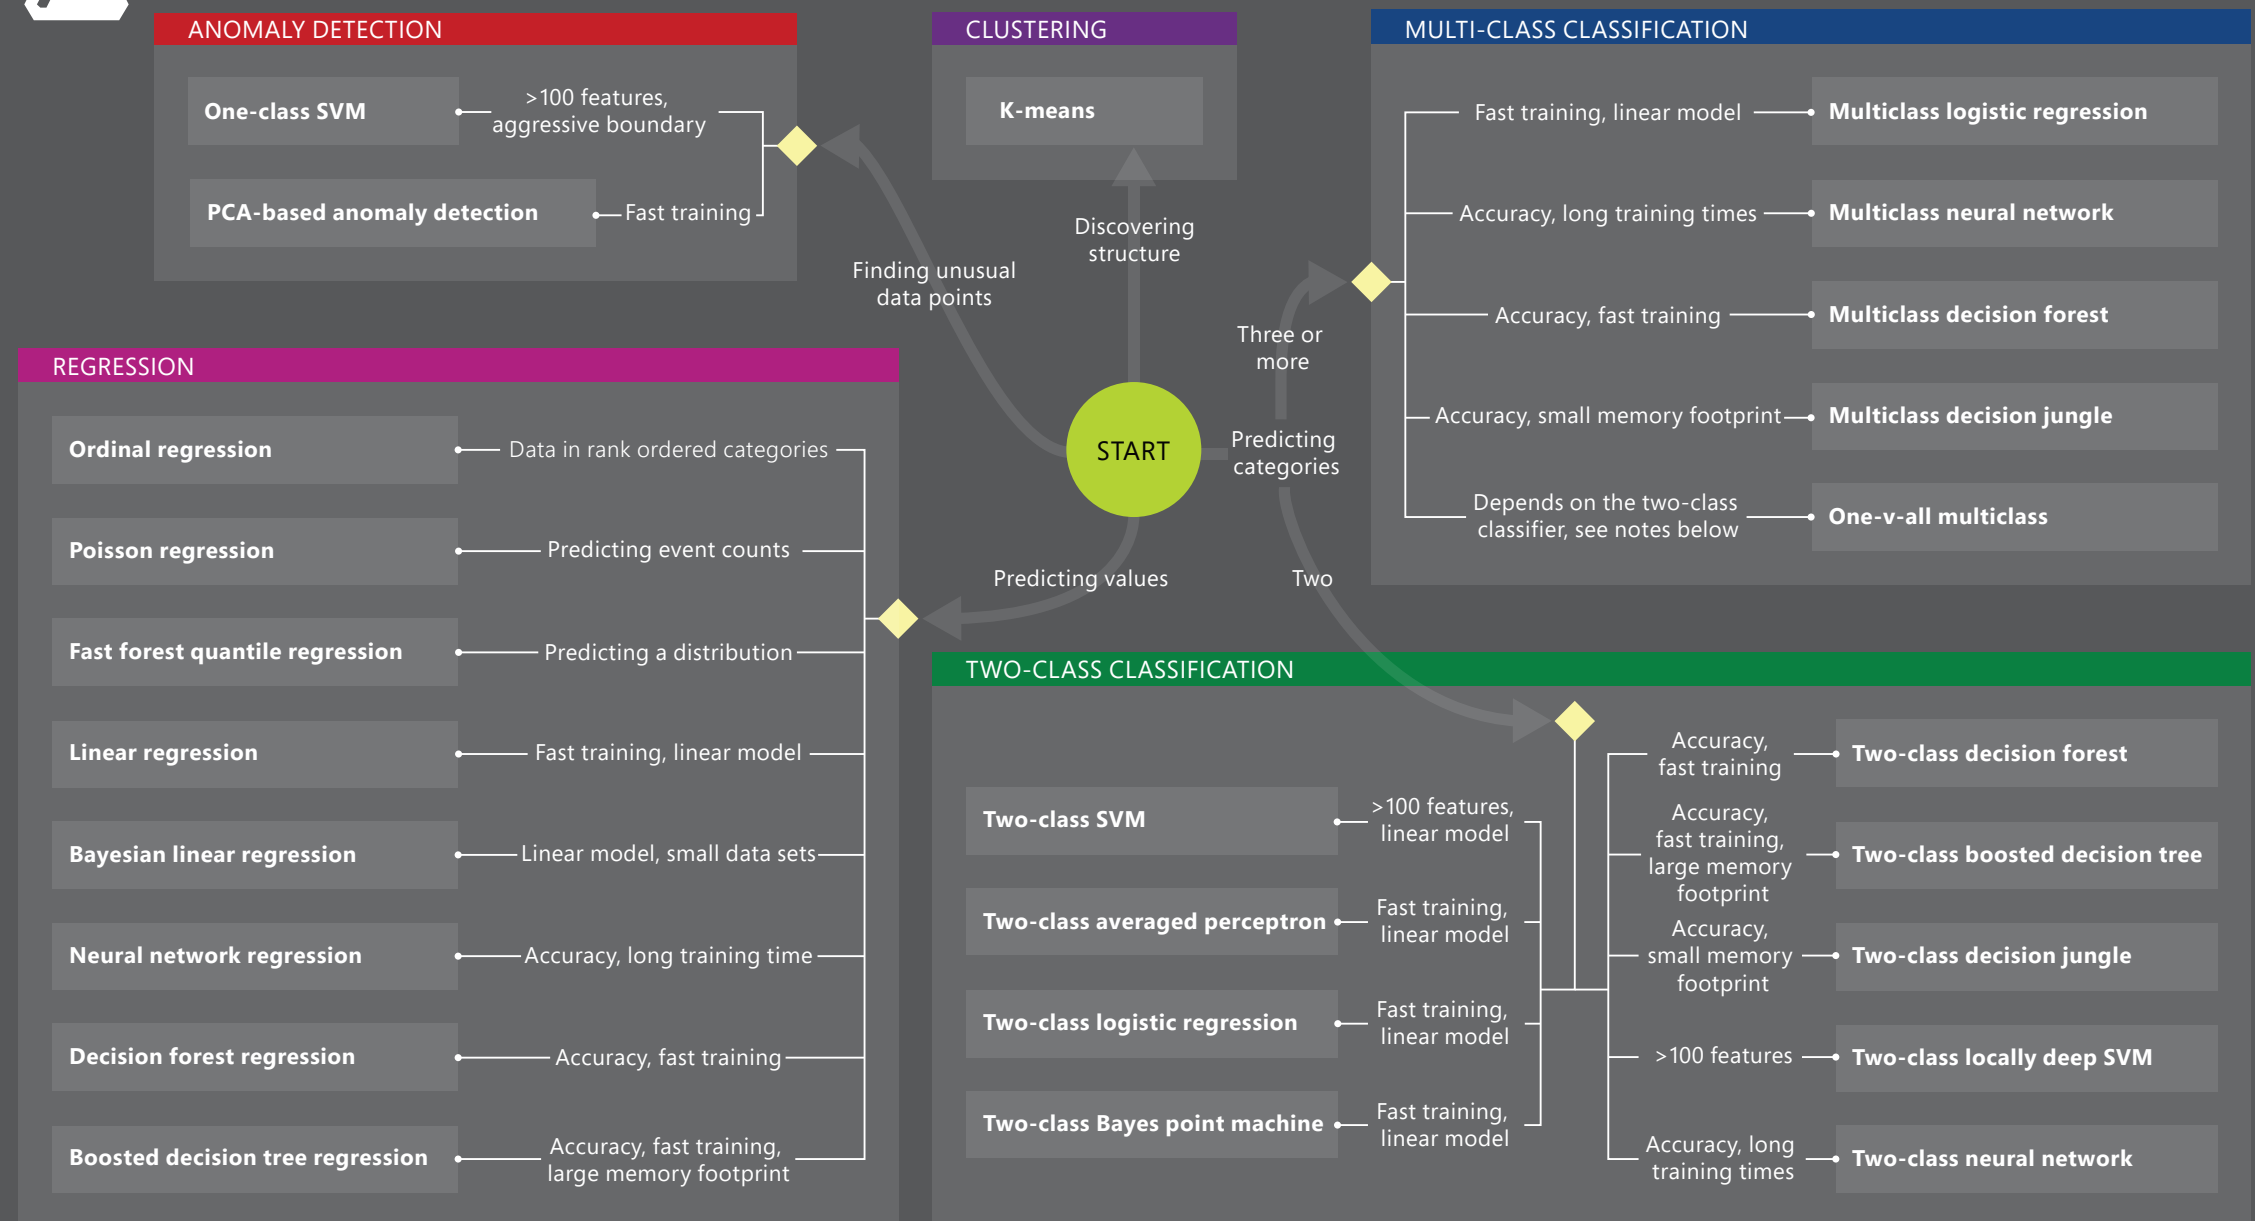 ANOMALY DETECTION
One-class SVM
>100 features,
aggressive boundary
PCA-based anomaly detection
Fast training
CLUSTERING
K-means
Discovering
structure
Finding unusual
data points
MULTI-CLASS CLASSIFICATION
Fast training, linear model
Multiclass logistic regression
Accuracy, long training times
Multiclass neural network
Accuracy, fast training
Multiclass decision forest
Accuracy, small memory footprint
Multiclass decision jungle
Depends on the two-class
classifier, see notes below
One-v-all multiclass
Three or
more
START
Predicting
categories
Predicting values
Two
REGRESSION
Ordinal regression
Data in rank ordered categories
Poisson regression
Predicting event counts
Fast forest quantile regression
Predicting a distribution
Linear regression
Fast training, linear model
Bayesian linear regression
Linear model, small data sets
Neural network regression
Accuracy, long training time
Decision forest regression
Accuracy, fast training
Boosted decision tree regression
Accuracy, fast training,
large memory footprint
TWO-CLASS CLASSIFICATION
Two-class SVM
>100 features,
linear model
Two-class averaged perceptron
Fast training,
linear model
Two-class logistic regression
Fast training,
linear model
Two-class Bayes point machine
Fast training,
linear model
Accuracy,
fast training
Two-class decision forest
Accuracy,
fast training,
large memory
footprint
Two-class boosted decision tree
Accuracy,
small memory
footprint
Two-class decision jungle
>100 features
Two-class locally deep SVM
Accuracy, long
training times
Two-class neural network